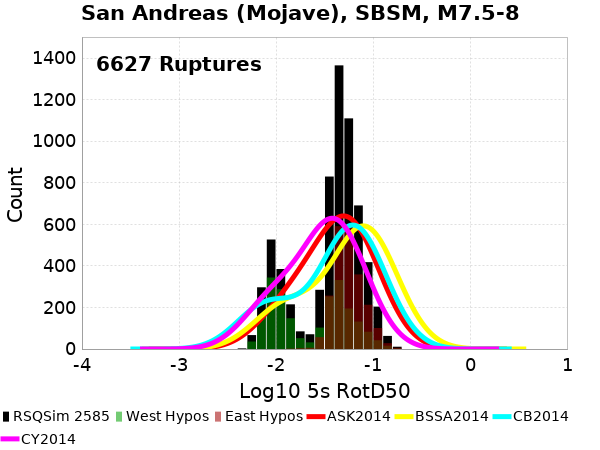 San Andreas (Mojave), SBSM, M7.5-8
6627 Ruptures
Count
1400
1200
1000
800
600
400
200
0
-4 -3 -2 -1 0 1
Log10 5s RotD50
RSQSim 2585 West Hypos East Hypos ASK2014 BSSA2014 CB2014
CY2014